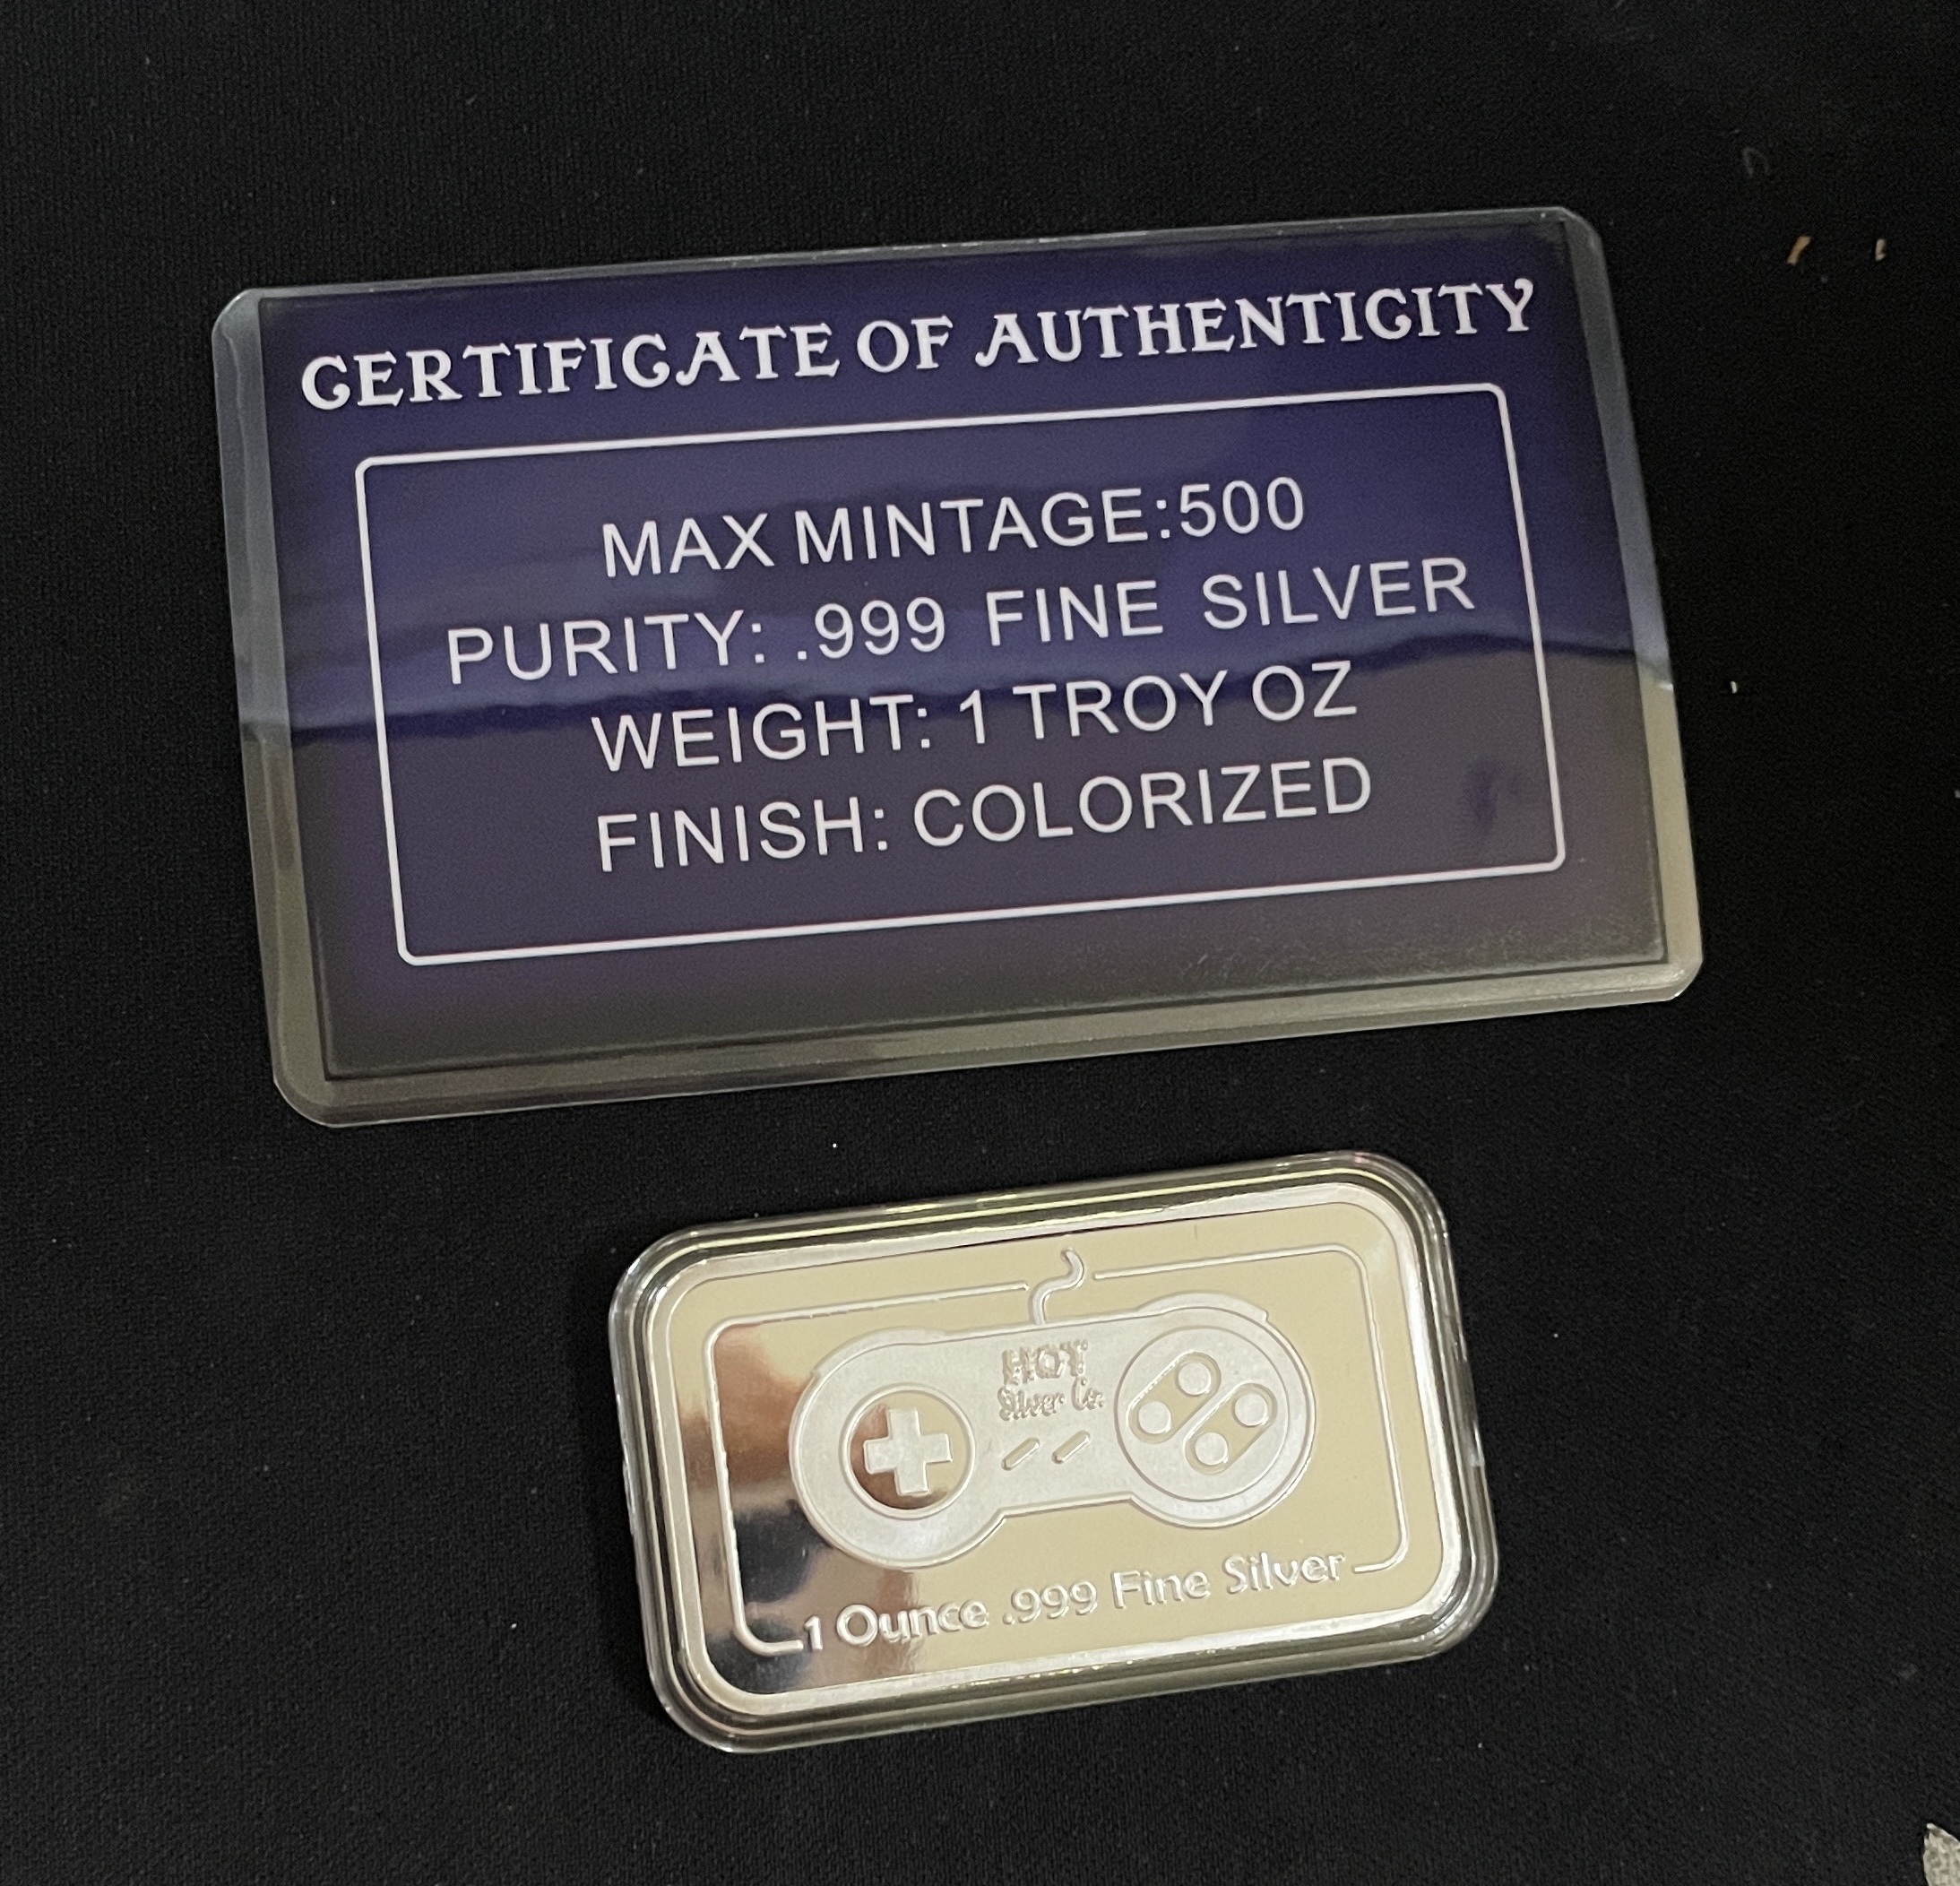 CERTIFICATE OF AUTHENTICITY
MAX MINTAGE:500
PURITY: .999 FINE SILVER
WEIGHT: 1 TROY OZ
FINISH: COLORIZED
HOT
Silver Co.
1 Ounce .999 Fine Silver